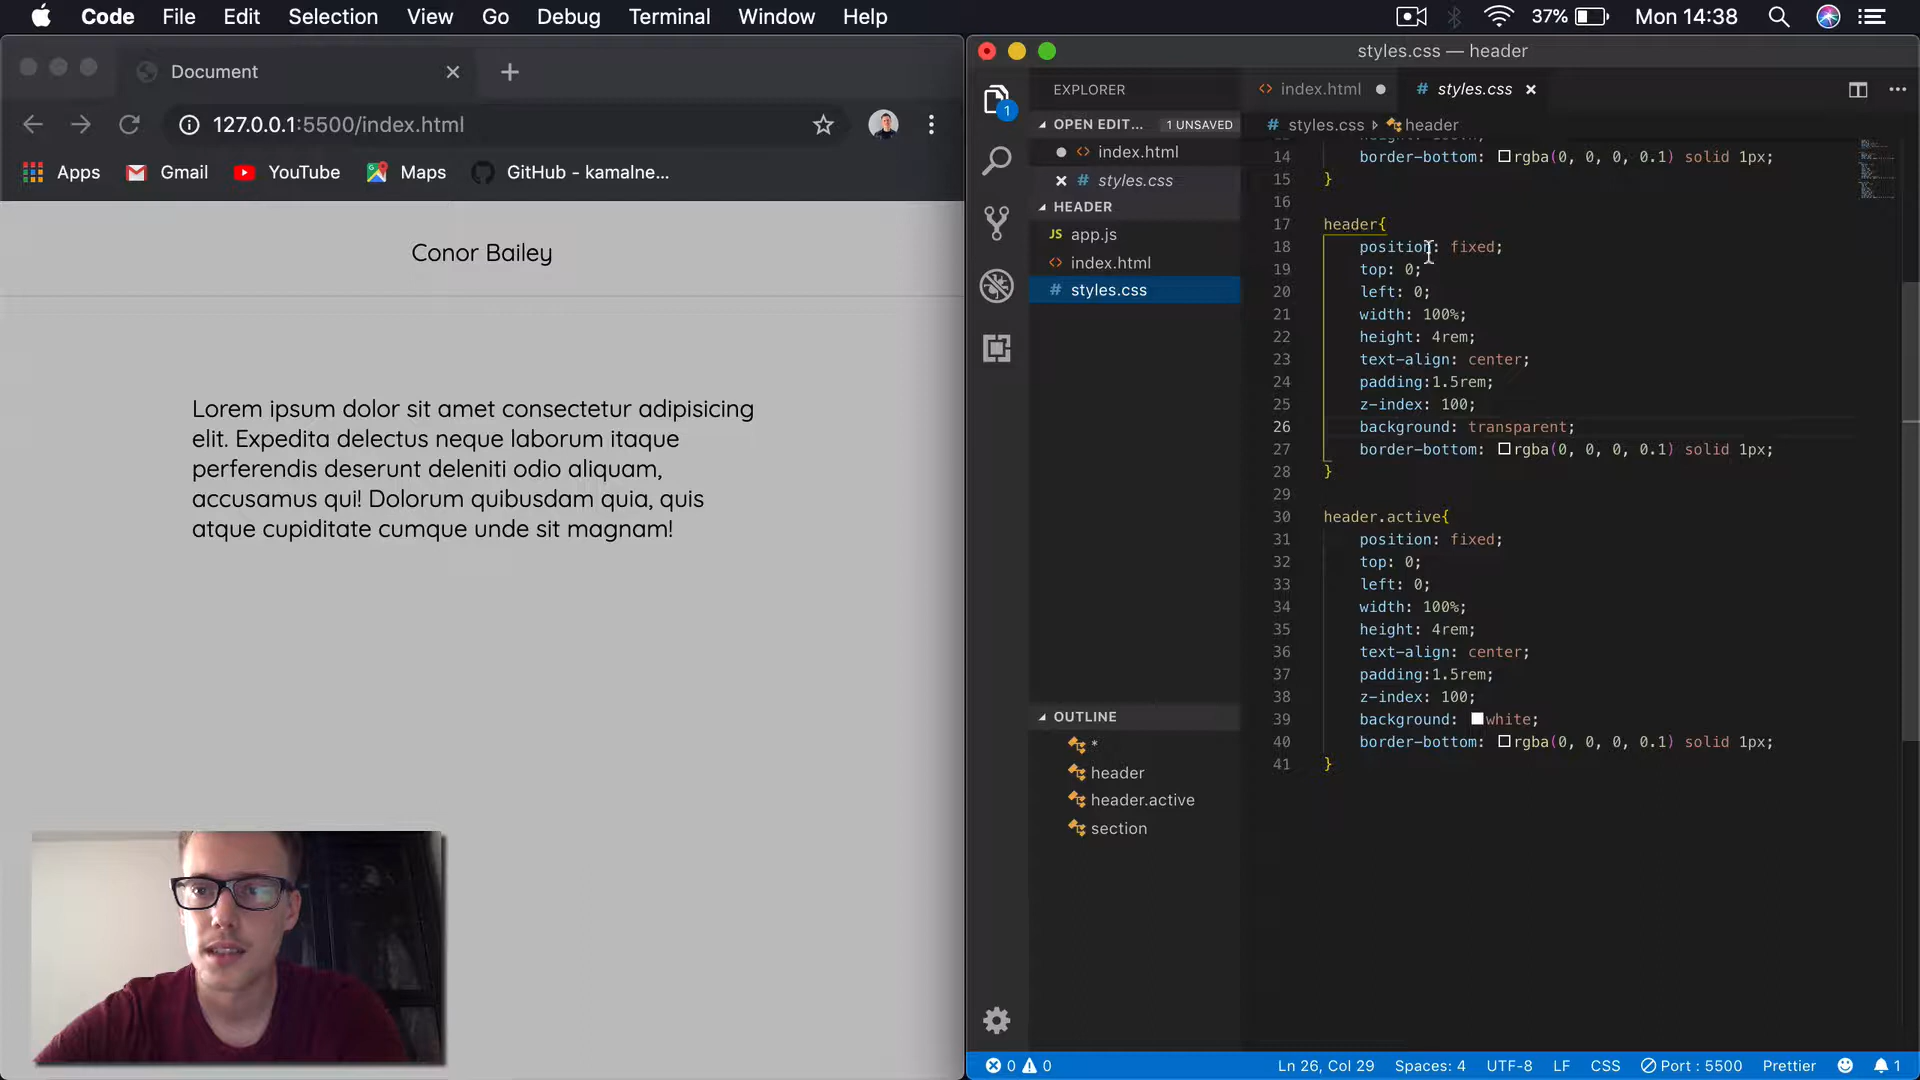 Code File Edit Selection View Go Debug Terminal Window Help 37% Mon 14:38
Document
127.0.0.1:5500/index.html
Apps Gmail YouTube Maps GitHub - kamalne...
Conor Bailey
Lorem ipsum dolor sit amet consectetur adipisicing
elit. Expedita delectus neque laborum itaque
perferendis deserunt deleniti odio aliquam,
accusamus qui! Dolorum quibusdam quia, quis
atque cupiditate cumque unde sit magnam!
styles.css — header
EXPLORER
1
OPEN EDIT... 1 UNSAVED
<> index.html
# styles.css
HEADER
JS app.js
<> index.html
# styles.css
OUTLINE
*
header
header.active
section
<> index.html # styles.css
# styles.css header
14 border-bottom: rgba(0, 0, 0, 0.1) solid 1px;
15 }
16
17 header{
18 position: fixed;
19 top: 0;
20 left: 0;
21 width: 100%;
22 height: 4rem;
23 text-align: center;
24 padding:1.5rem;
25 z-index: 100;
26 background: transparent;
27 border-bottom: rgba(0, 0, 0, 0.1) solid 1px;
28 }
29
30 header.active{
31 position: fixed;
32 top: 0;
33 left: 0;
34 width: 100%;
35 height: 4rem;
36 text-align: center;
37 padding:1.5rem;
38 z-index: 100;
39 background: white;
40 border-bottom: rgba(0, 0, 0, 0.1) solid 1px;
41 }
0 0 Ln 26, Col 29 Spaces: 4 UTF-8 LF CSS Port : 5500 Prettier 1